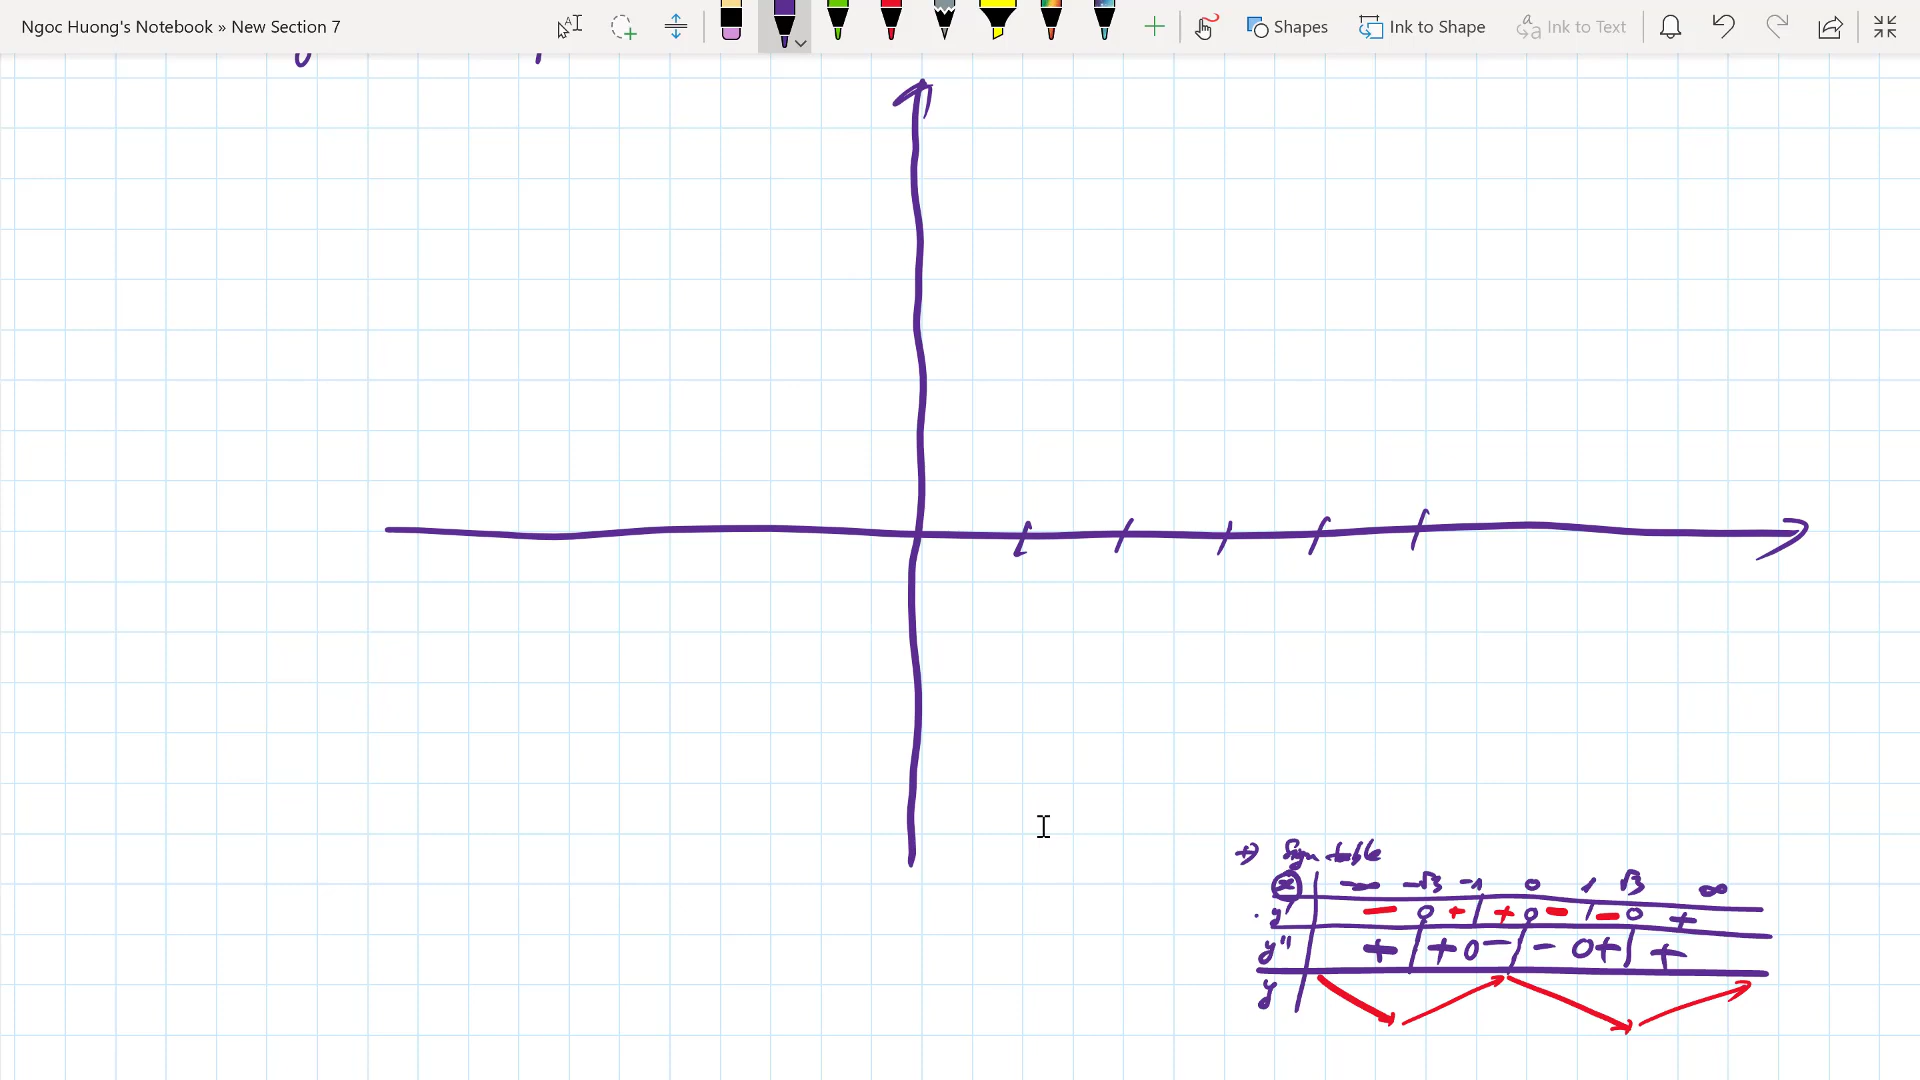 Ngoc Huong's Notebook » New Section 7
Shapes
Ink to Shape
Ink to Text
+) Sign table
x -∞ -√3 -1 0 1 √3 ∞
y' - 0 + + 0 - - 0 +
y" + + 0 - - 0 + +
y